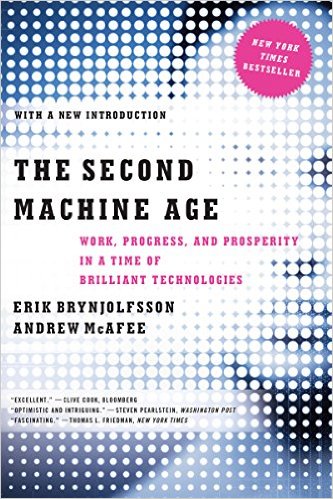 NEW YORK
TIMES
BESTSELLER
WITH A NEW INTRODUCTION
THE SECOND
MACHINE AGE
WORK, PROGRESS, AND PROSPERITY
IN A TIME OF
BRILLIANT TECHNOLOGIES
ERIK BRYNJOLFSSON
ANDREW McAFEE
"EXCELLENT." —CLIVE COOK, BLOOMBERG
"OPTIMISTIC AND INTRIGUING." —STEVEN PEARLSTEIN, WASHINGTON POST
"FASCINATING." —THOMAS L. FRIEDMAN, NEW YORK TIMES